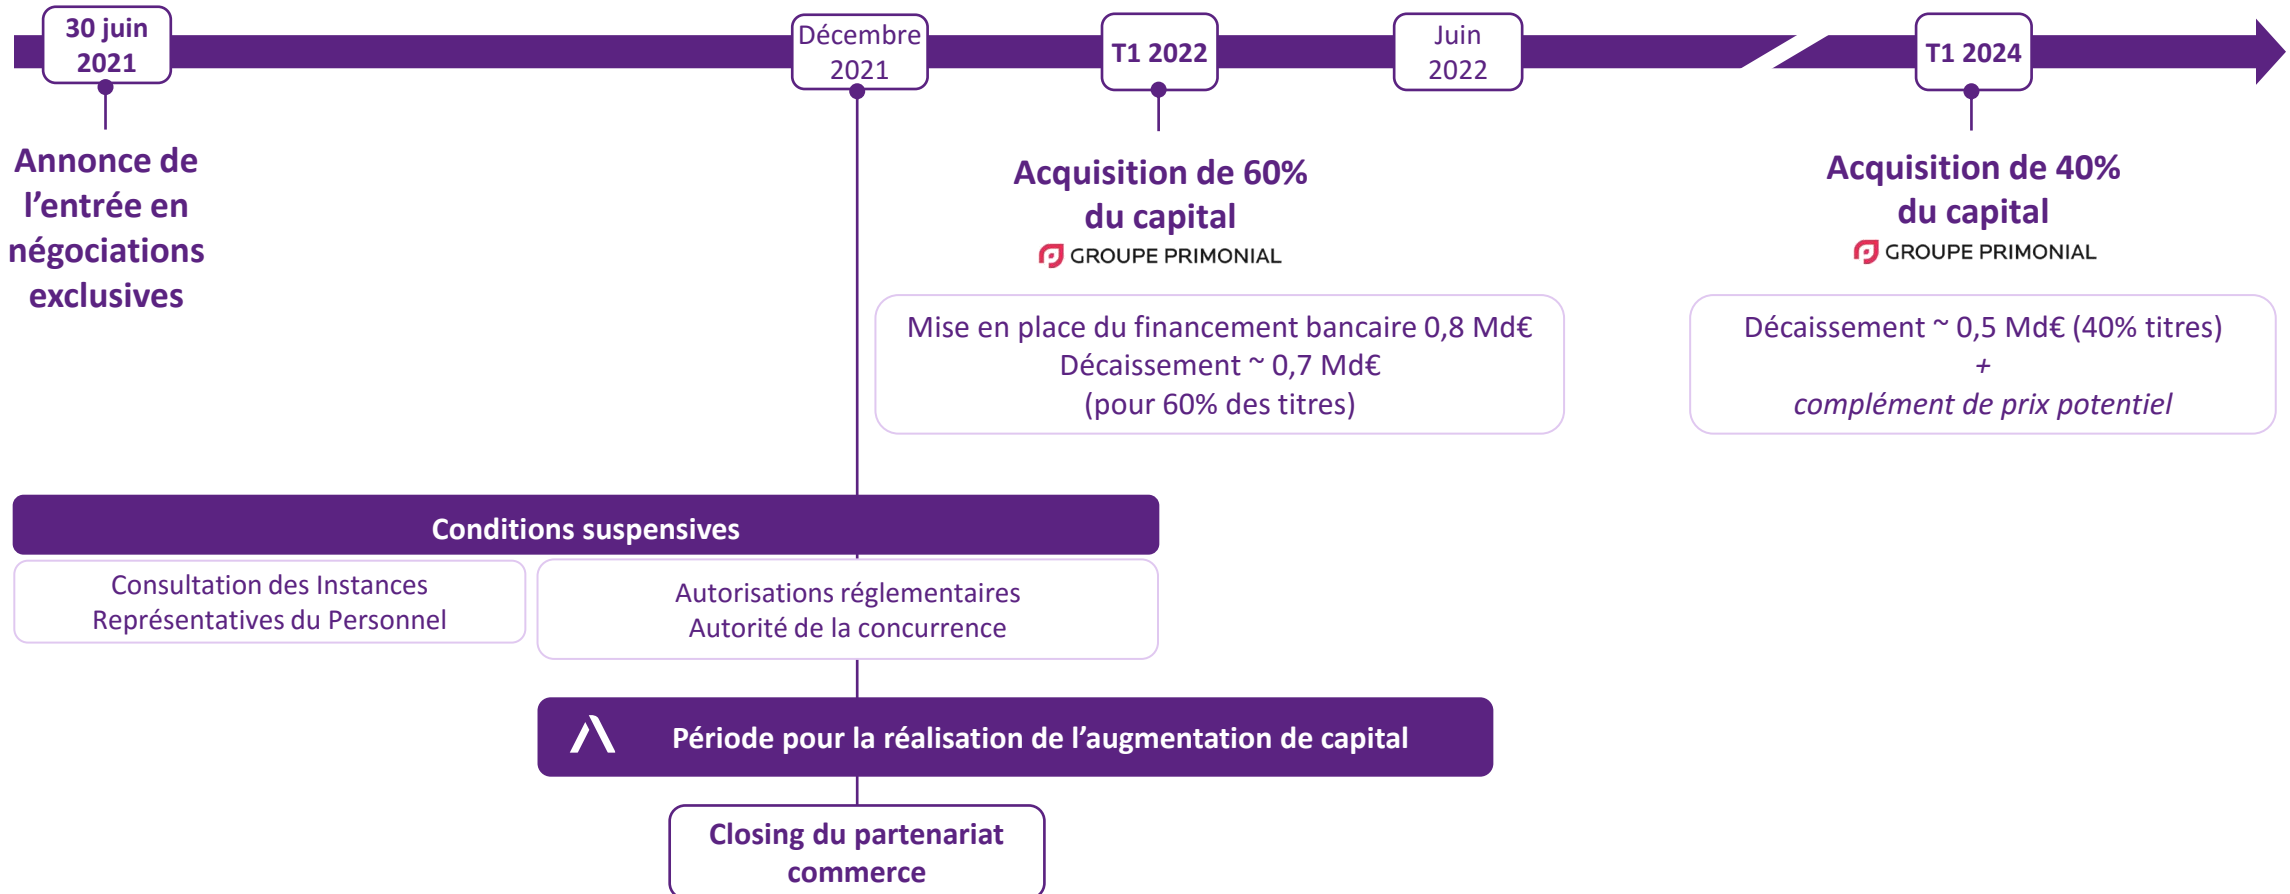 30 juin
2021
Décembre
2021
T1 2022
Juin
2022
T1 2024
Annonce de
l’entrée en
négociations
exclusives
Acquisition de 60%
du capital
GROUPE PRIMONIAL
Mise en place du financement bancaire 0,8 Md€
Décaissement ~ 0,7 Md€
(pour 60% des titres)
Acquisition de 40%
du capital
GROUPE PRIMONIAL
Décaissement ~ 0,5 Md€ (40% titres)
+
complément de prix potentiel
Conditions suspensives
Consultation des Instances
Représentatives du Personnel
Autorisations réglementaires
Autorité de la concurrence
Période pour la réalisation de l’augmentation de capital
Closing du partenariat
commerce